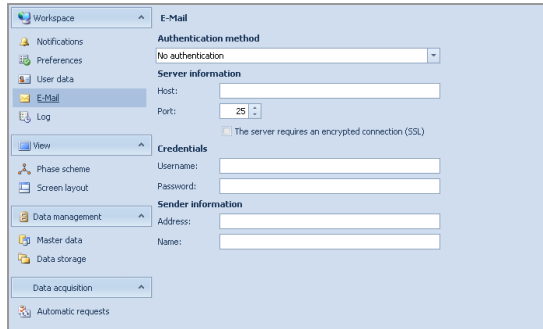 Workspace
Notifications
Preferences
User data
E-Mail
Log
View
Phase scheme
Screen layout
Data management
Master data
Data storage
Data acquisition
Automatic requests
E-Mail
Authentication method
No authentication
Server information
Host:
Port: 25
The server requires an encrypted connection (SSL)
Credentials
Username:
Password:
Sender information
Address:
Name: